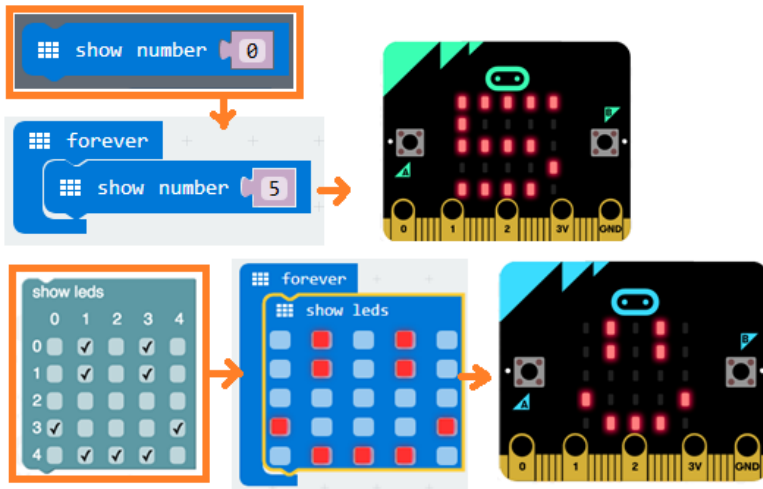 show number 0
forever
show number 5
A
B
0 1 2 3V GND
show leds
0 1 2 3 4
0
1
2
3
4
forever
show leds
A
B
0 1 2 3V GND